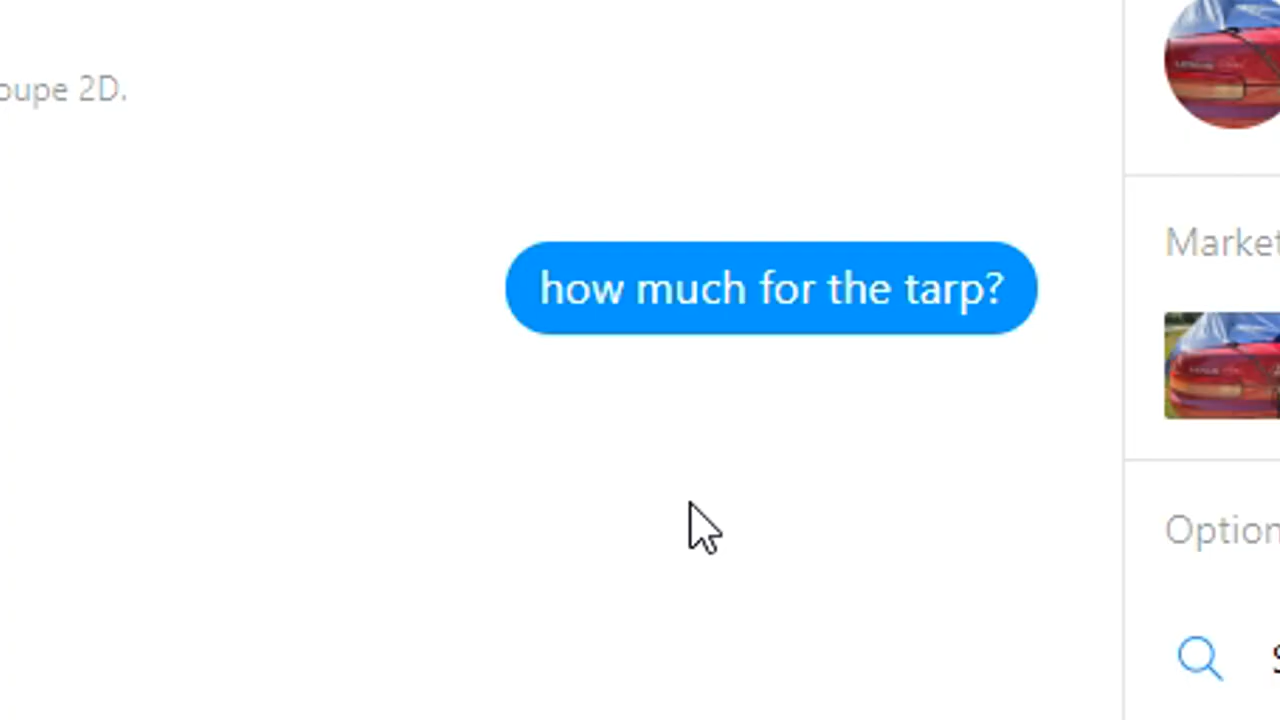 oupe 2D.
how much for the tarp?
Market
Option
S